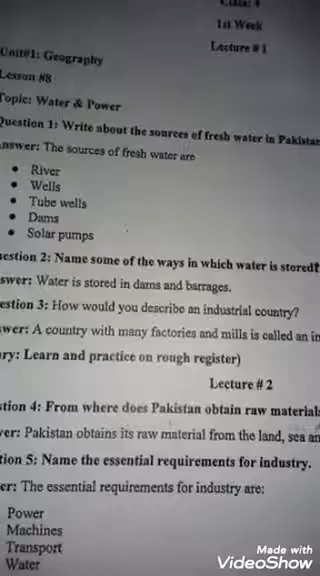 1st Week
Lecture # 1
Unit#1: Geography
Lesson #8
Topic: Water & Power
Question 1: Write about the sources of fresh water in Pakistan
Answer: The sources of fresh water are
• River
• Wells
• Tube wells
• Dams
• Solar pumps
estion 2: Name some of the ways in which water is stored?
swer: Water is stored in dams and barrages.
estion 3: How would you describe an industrial country?
wer: A country with many factories and mills is called an in
ry: Learn and practice on rough register)
Lecture # 2
stion 4: From where does Pakistan obtain raw material
er: Pakistan obtains its raw material from the land, sea an
tion 5: Name the essential requirements for industry.
er: The essential requirements for industry are:
Power
Machines
Transport
Water
Made with
VideoShow